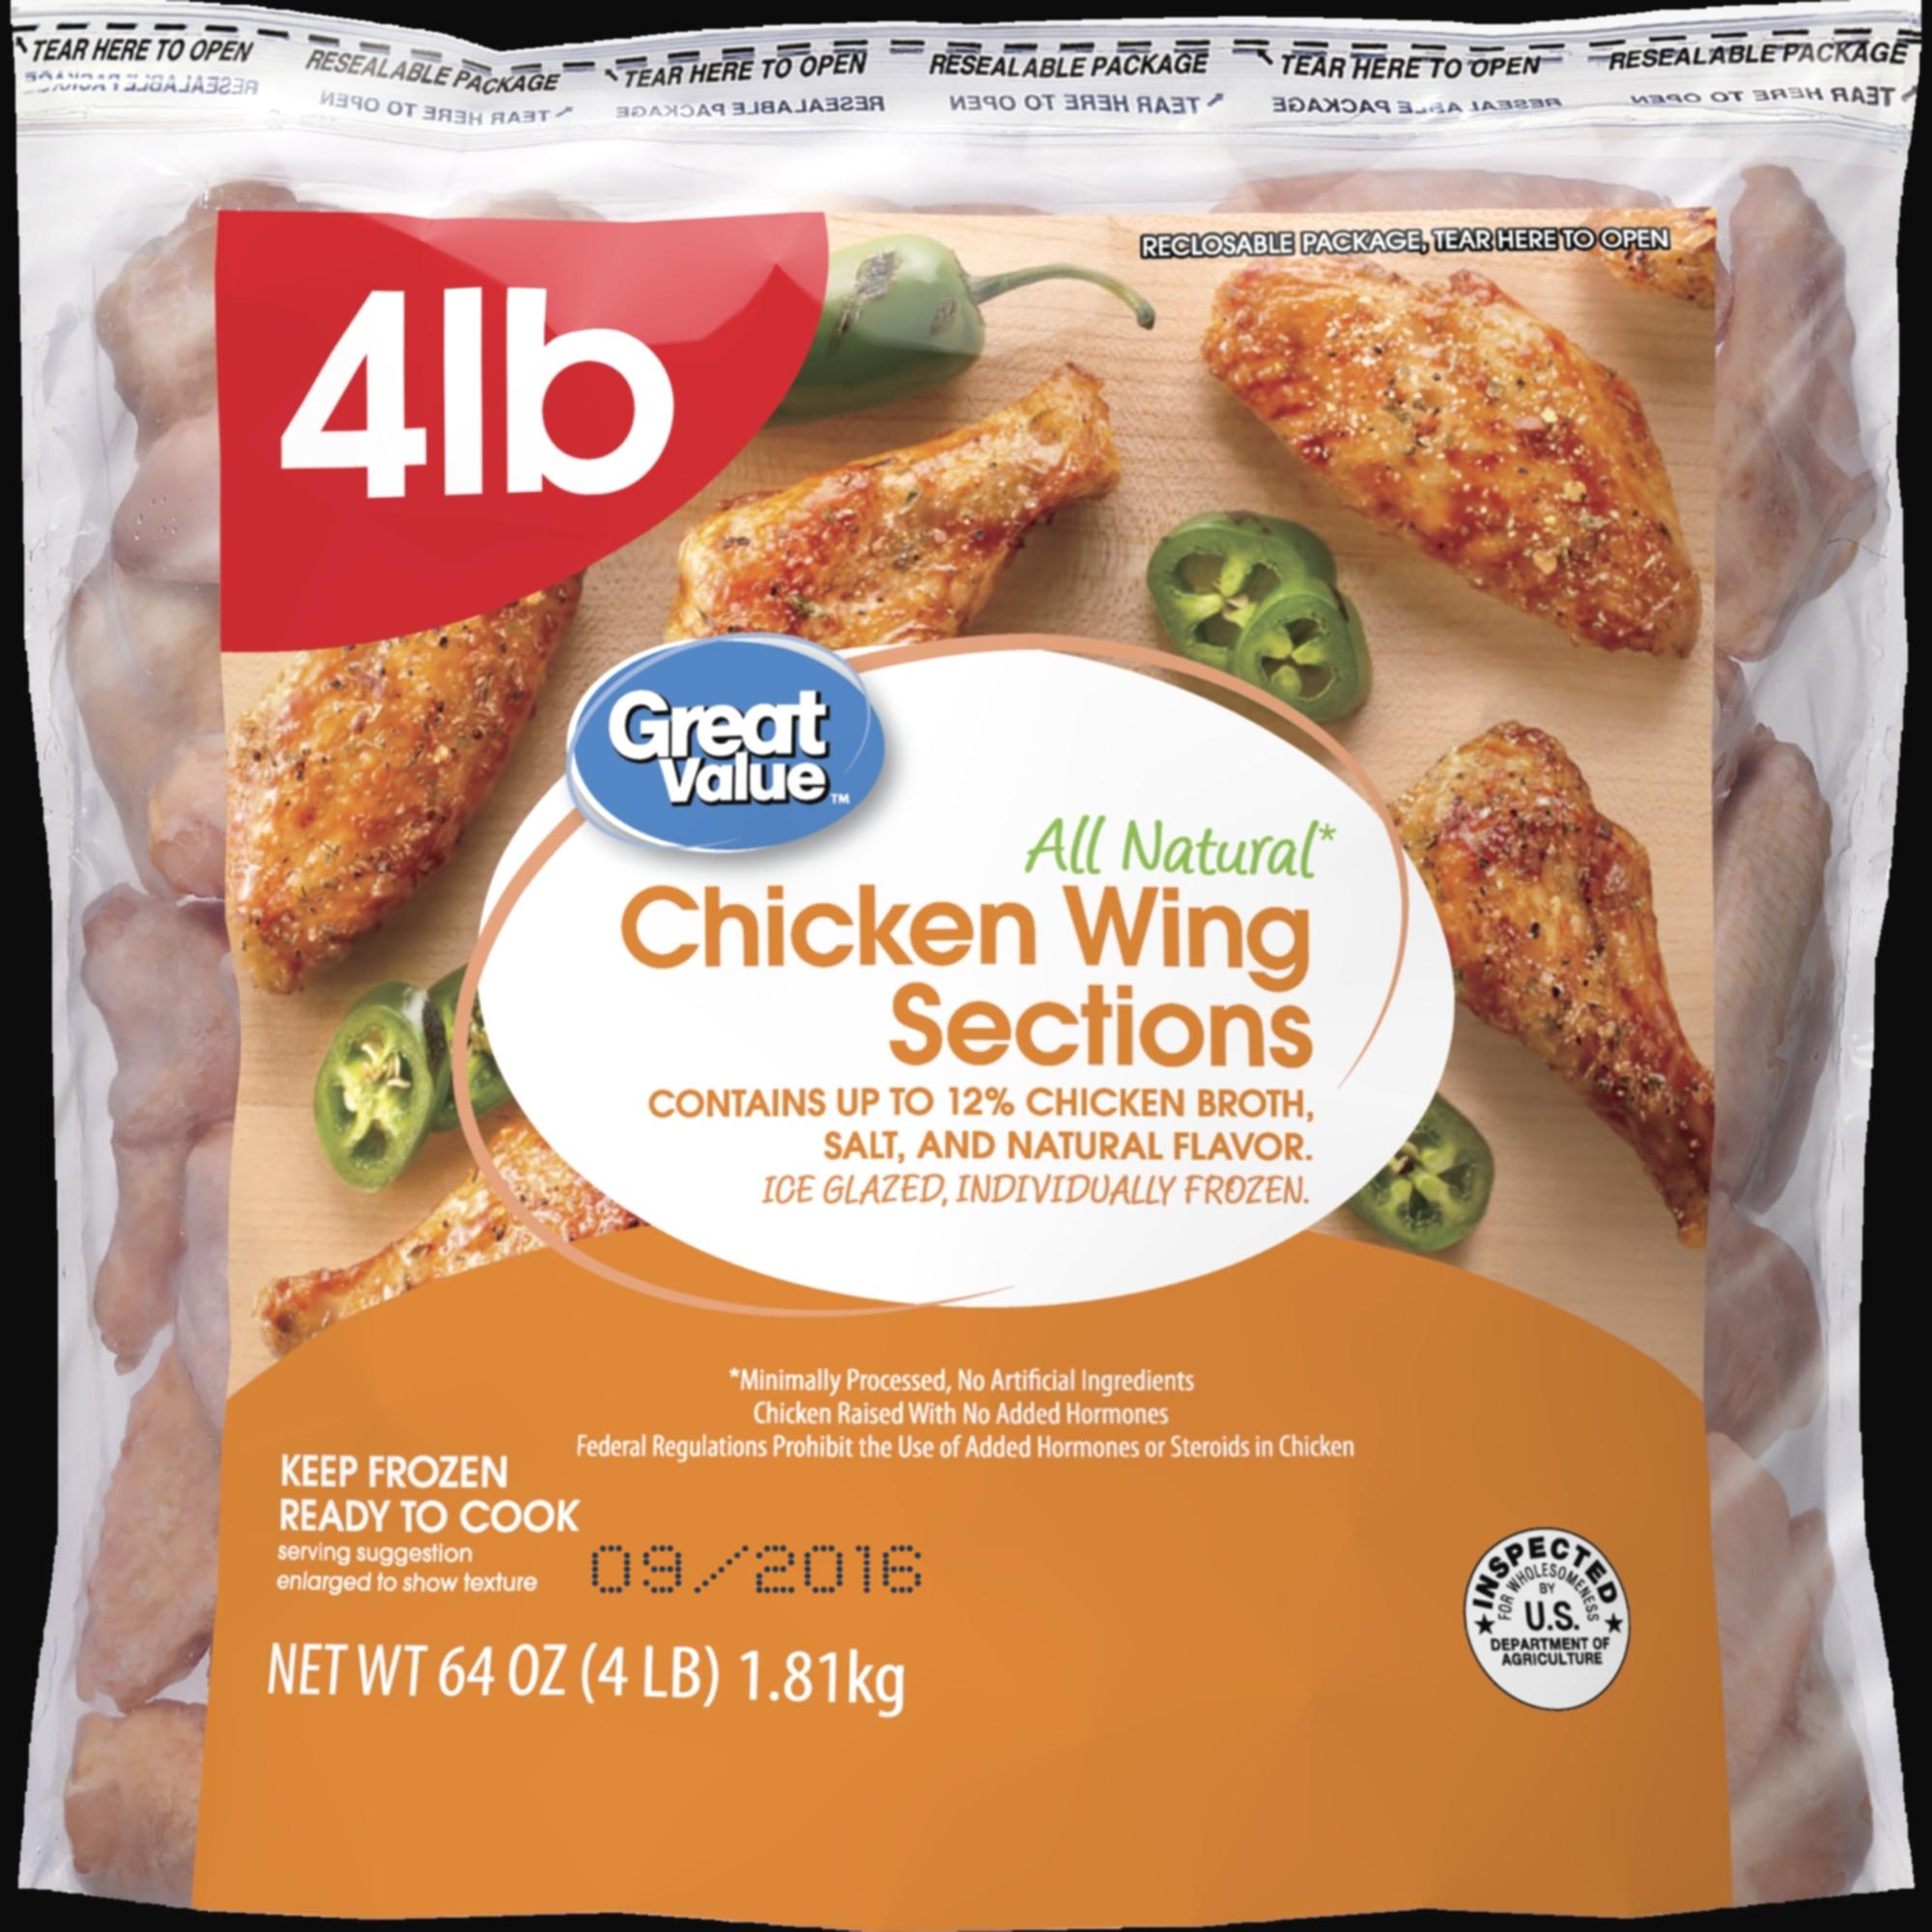 TEAR HERE TO OPEN RESEALABLE PACKAGE TEAR HERE TO OPEN RESEALABLE PACKAGE TEAR HERE TO OPEN RESEALABLE PACKAGE
RESEALABLE PACKAGE TEAR HERE TO OPEN RESEALABLE PACKAGE TEAR HERE TO OPEN RESEALABLE PACKAGE TEAR HERE TO OPEN
RECLOSABLE PACKAGE, TEAR HERE TO OPEN
4lb
Great
Value™
All Natural*
Chicken Wing
Sections
CONTAINS UP TO 12% CHICKEN BROTH,
SALT, AND NATURAL FLAVOR.
ICE GLAZED, INDIVIDUALLY FROZEN.
*Minimally Processed, No Artificial Ingredients
Chicken Raised With No Added Hormones
Federal Regulations Prohibit the Use of Added Hormones or Steroids in Chicken
KEEP FROZEN
READY TO COOK
serving suggestion
enlarged to show texture
09/2016
NET WT 64 OZ (4 LB) 1.81kg
INSPECTED
FOR WHOLESOMENESS
BY
U.S.
DEPARTMENT OF
AGRICULTURE